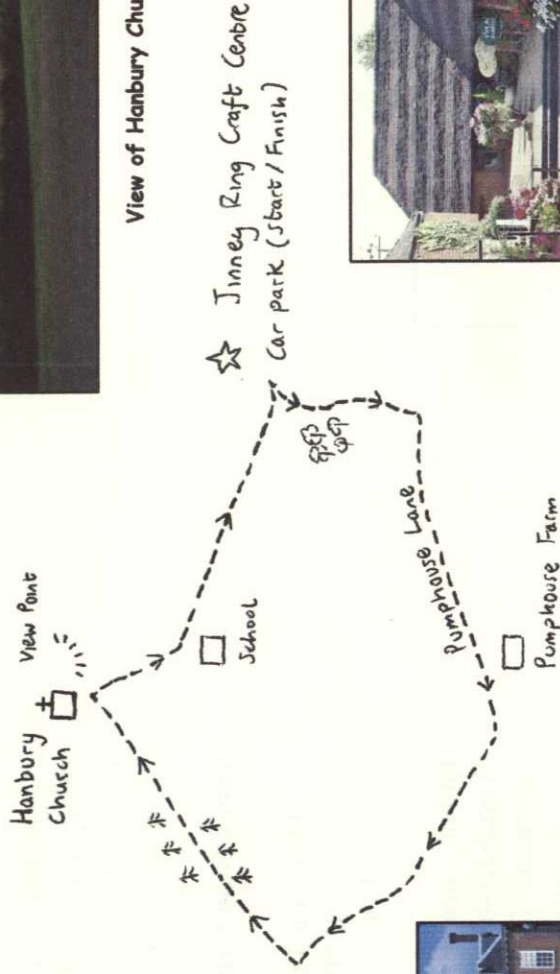 View of Hanbury Chu
Jinney Ring Craft Centre
Car park (start/Finish)
View Point
Hanbury
Church
School
Pumphouse Lane
Pumphouse Farm